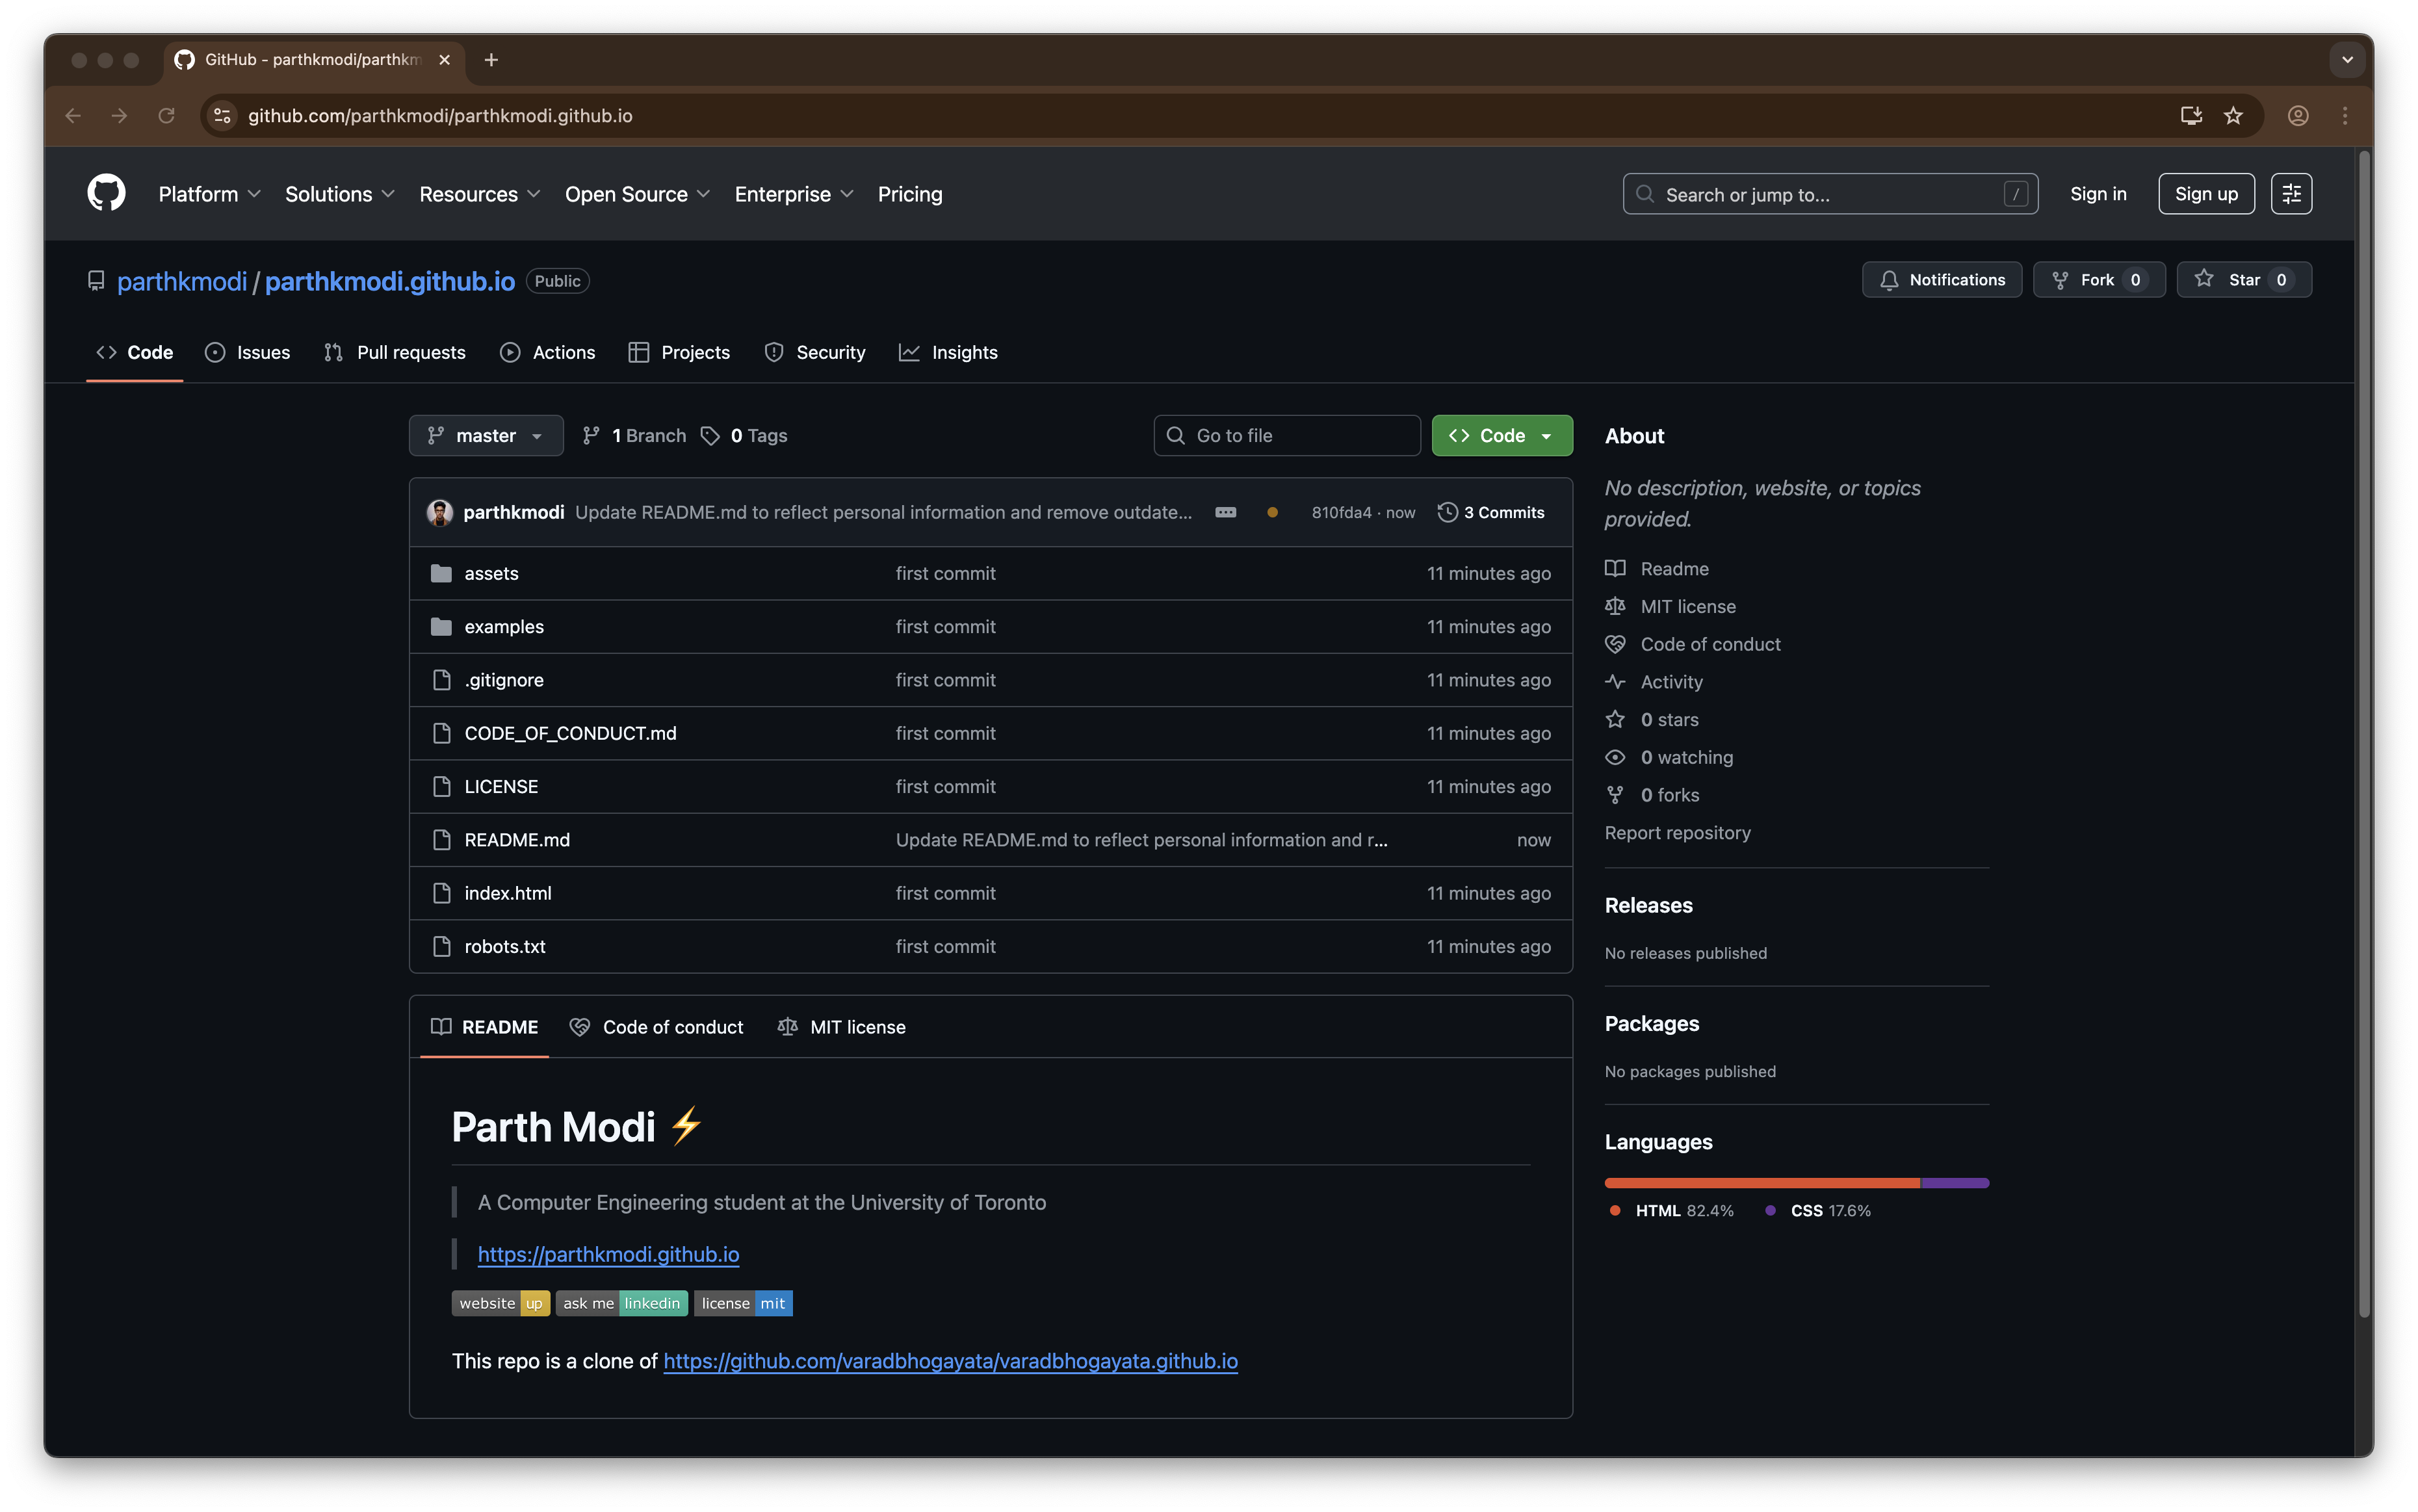 GitHub - parthkmodi/parthkm
github.com/parthkmodi/parthkmodi.github.io
Platform Solutions Resources Open Source Enterprise Pricing Search or jump to... / Sign in Sign up
parthkmodi / parthkmodi.github.io Public Notifications Fork 0 Star 0
Code Issues Pull requests Actions Projects Security Insights
master 1 Branch 0 Tags Go to file Code
parthkmodi Update README.md to reflect personal information and remove outdate... 810fda4 · now 3 Commits
assets first commit 11 minutes ago
examples first commit 11 minutes ago
.gitignore first commit 11 minutes ago
CODE_OF_CONDUCT.md first commit 11 minutes ago
LICENSE first commit 11 minutes ago
README.md Update README.md to reflect personal information and r... now
index.html first commit 11 minutes ago
robots.txt first commit 11 minutes ago
README Code of conduct MIT license
Parth Modi ⚡
A Computer Engineering student at the University of Toronto
https://parthkmodi.github.io
website up ask me linkedin license mit
This repo is a clone of https://github.com/varadbhogayata/varadbhogayata.github.io
About
No description, website, or topics
provided.
Readme
MIT license
Code of conduct
Activity
0 stars
0 watching
0 forks
Report repository
Releases
No releases published
Packages
No packages published
Languages
HTML 82.4% CSS 17.6%